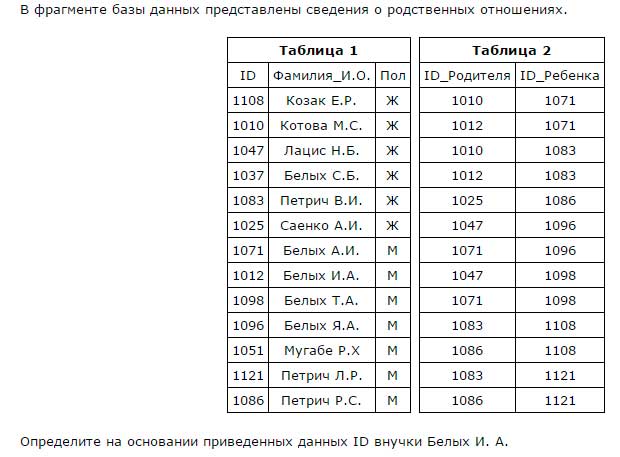 В фрагменте базы данных представлены сведения о родственных отношениях.
Таблица 1 Таблица 2
ID Фамилия_И.О. Пол ID_Родителя ID_Ребенка
1108 Козак Е.Р. Ж 1010 1071
1010 Котова М.С. Ж 1012 1071
1047 Лацис Н.Б. Ж 1010 1083
1037 Белых С.Б. Ж 1012 1083
1083 Петрич В.И. Ж 1025 1086
1025 Саенко А.И. Ж 1047 1096
1071 Белых А.И. М 1071 1096
1012 Белых И.А. М 1047 1098
1098 Белых Т.А. М 1071 1098
1096 Белых Я.А. М 1083 1108
1051 Мугабе Р.Х М 1086 1108
1121 Петрич Л.Р. М 1083 1121
1086 Петрич Р.С. М 1086 1121
Определите на основании приведенных данных ID внучки Белых И. А.